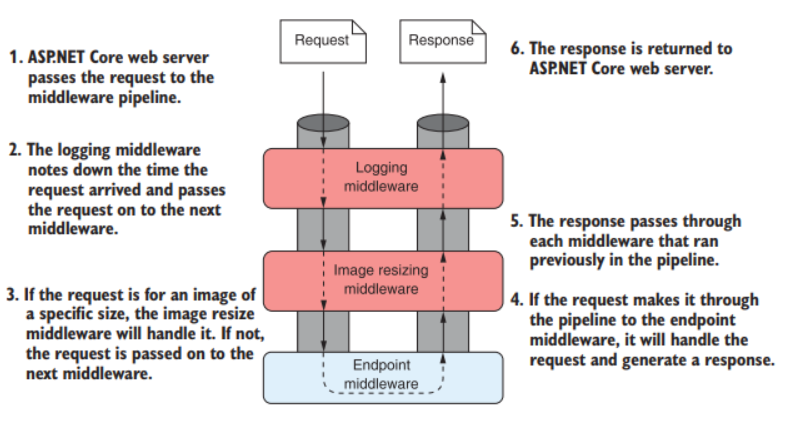 Request
Response
1. ASP.NET Core web server
passes the request to the
middleware pipeline.
6. The response is returned to
ASP.NET Core web server.
2. The logging middleware
notes down the time the
request arrived and passes
the request on to the next
middleware.
Logging
middleware
5. The response passes through
each middleware that ran
previously in the pipeline.
Image resizing
middleware
3. If the request is for an image of
a specific size, the image resize
middleware will handle it. If not,
the request is passed on to the
next middleware.
4. If the request makes it through
the pipeline to the endpoint
middleware, it will handle the
request and generate a response.
Endpoint
middleware